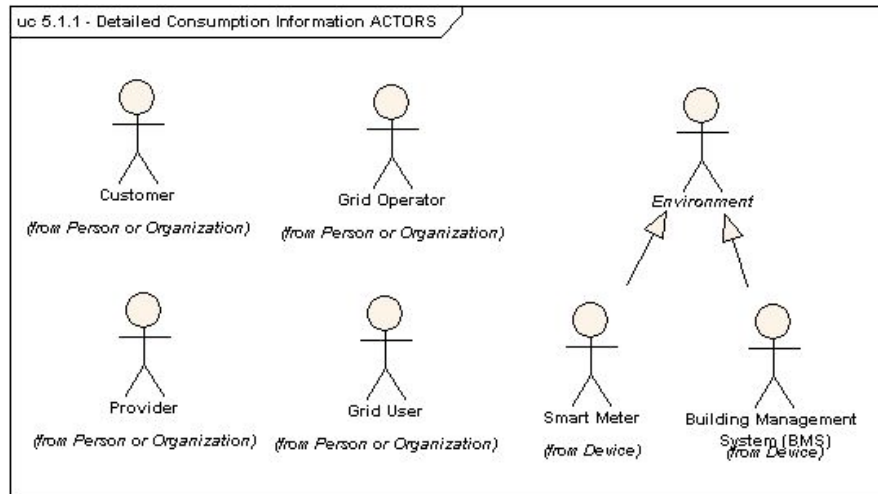 uc 5.1.1 - Detailed Consumption Information ACTORS
Customer
(from Person or Organization)
Grid Operator
(from Person or Organization)
Environment
Provider
(from Person or Organization)
Grid User
(from Person or Organization)
Smart Meter
(from Device)
Building Management
System (BMS)
(from Device)